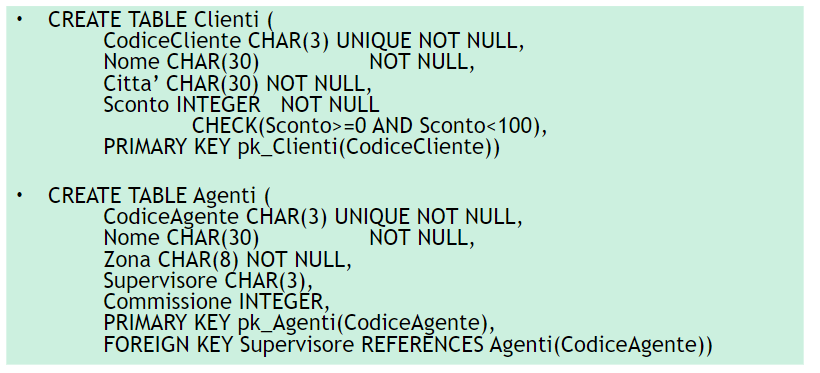 • CREATE TABLE Clienti (
CodiceCliente CHAR(3) UNIQUE NOT NULL,
Nome CHAR(30) NOT NULL,
Citta’ CHAR(30) NOT NULL,
Sconto INTEGER NOT NULL
CHECK(Sconto>=0 AND Sconto<100),
PRIMARY KEY pk_Clienti(CodiceCliente))
• CREATE TABLE Agenti (
CodiceAgente CHAR(3) UNIQUE NOT NULL,
Nome CHAR(30) NOT NULL,
Zona CHAR(8) NOT NULL,
Supervisore CHAR(3),
Commissione INTEGER,
PRIMARY KEY pk_Agenti(CodiceAgente),
FOREIGN KEY Supervisore REFERENCES Agenti(CodiceAgente))